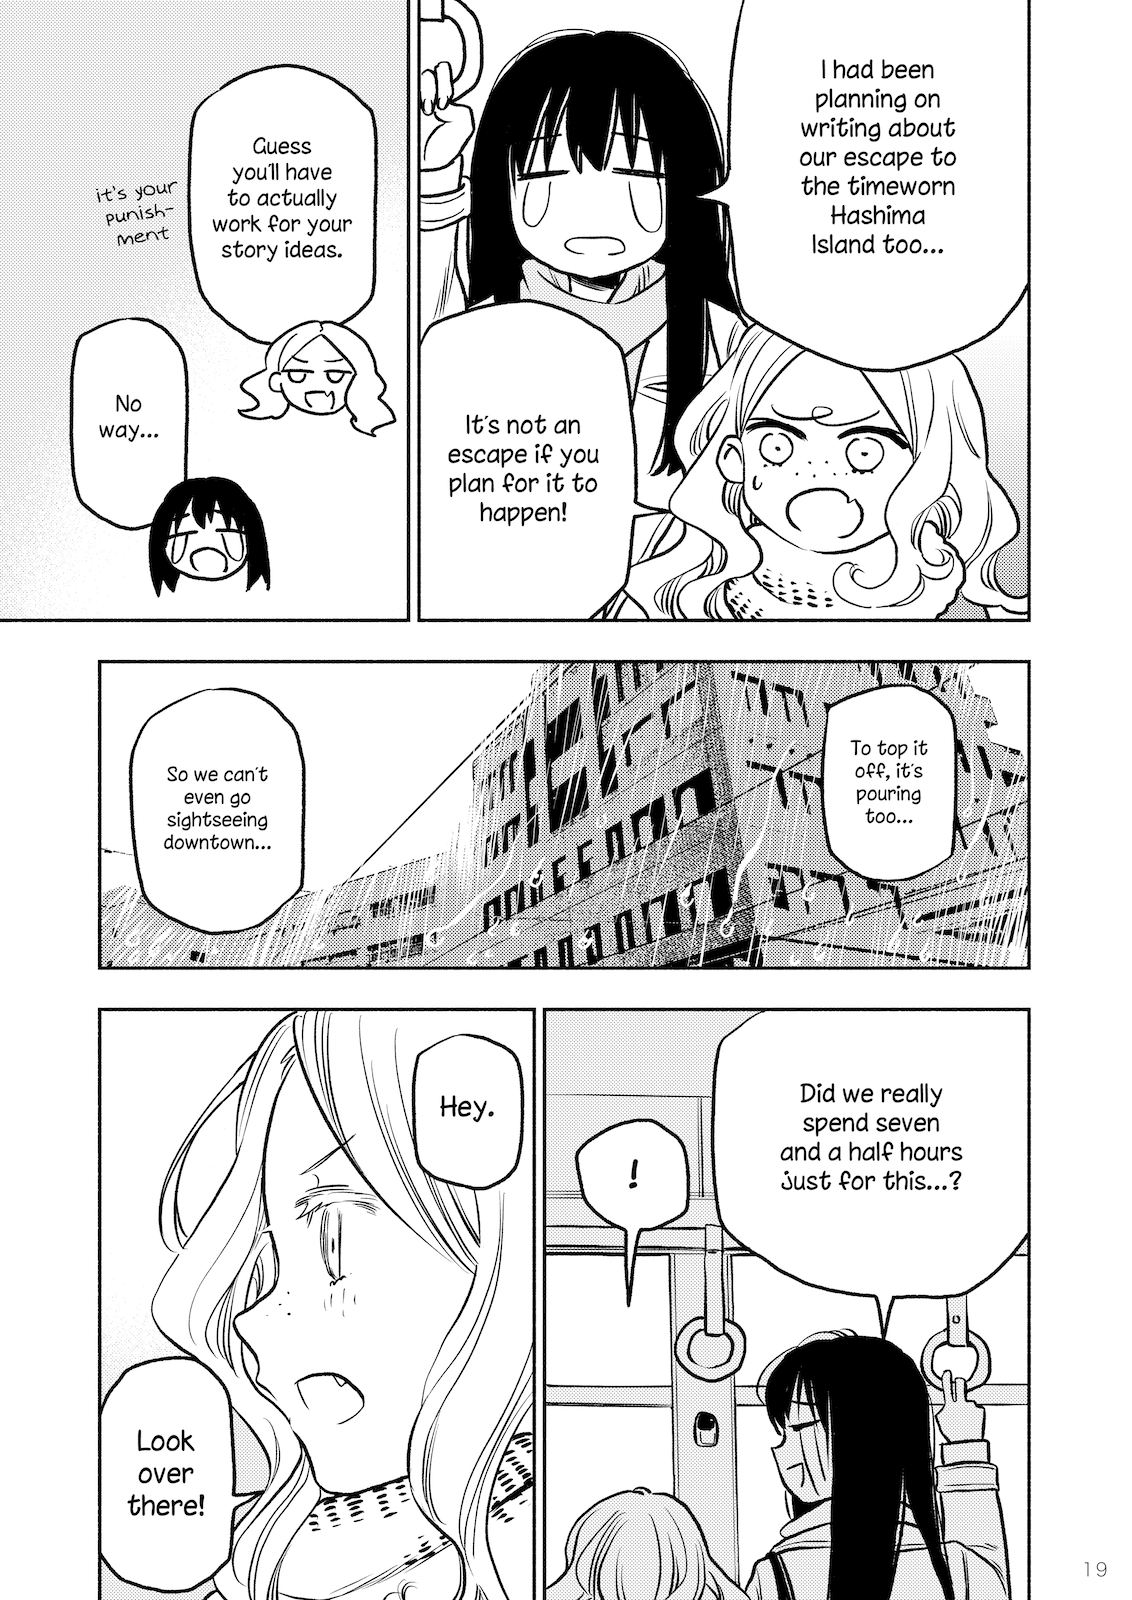 I had been
planning on
writing about
our escape to
the timeworn
Hashima
Island too...
It's not an
escape if you
plan for it to
happen!
Guess
you'll have
to actually
work for your
story ideas.
it's your
punish-
ment
No
way...
To top it
off, it's
pouring
too...
So we can't
even go
sightseeing
downtown...
Did we really
spend seven
and a half hours
just for this...?
!
Hey.
Look
over
there!
19